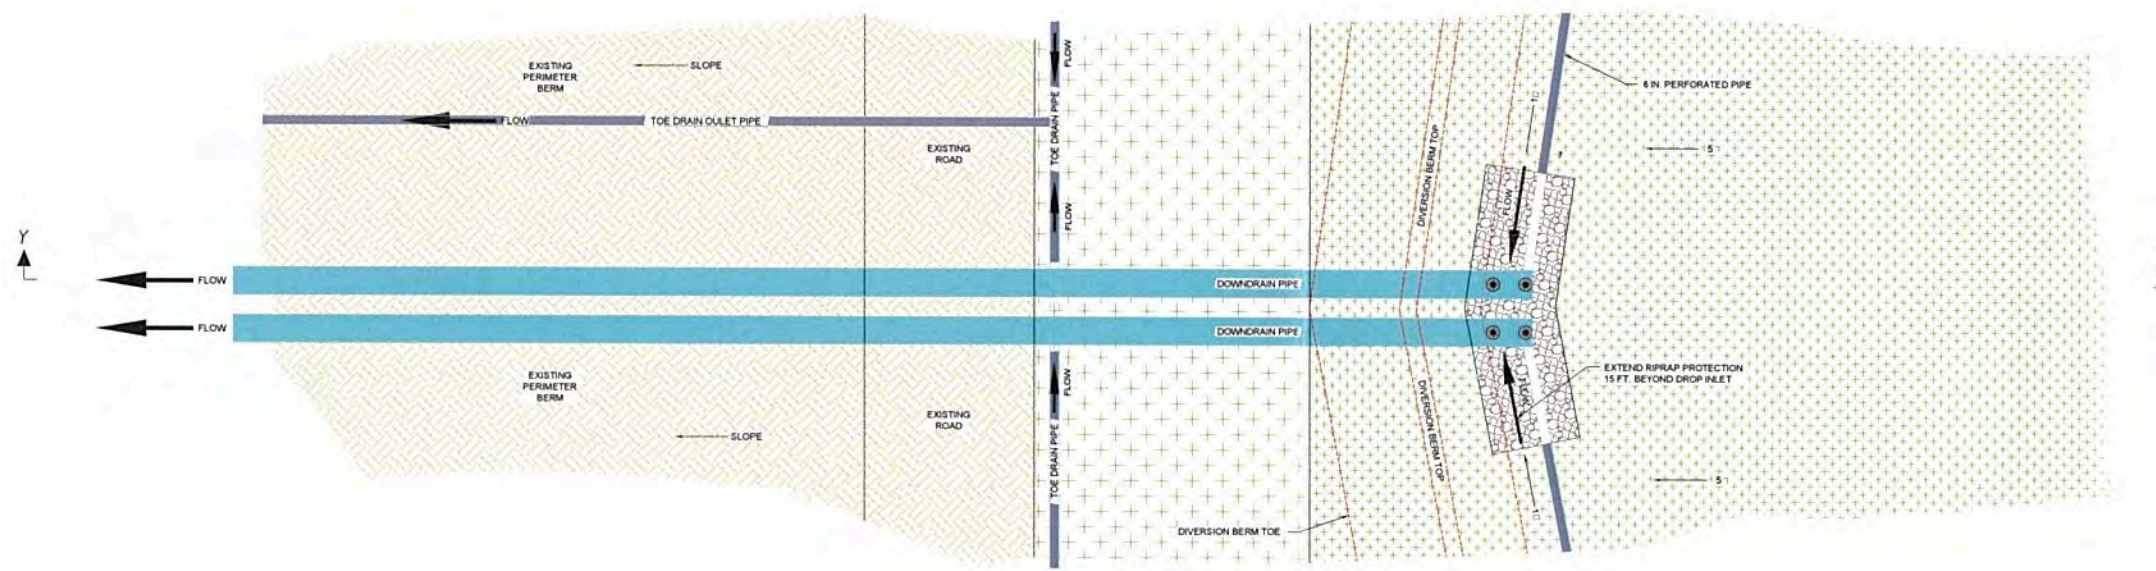 EXISTING
PERIMETER
BERM
SLOPE
FLOW
TOE DRAIN OULET PIPE
EXISTING
ROAD
FLOW
TOE DRAIN PIPE
FLOW
DIVERSION BERM TOP
FLOW
6 IN. PERFORATED PIPE
5
Y
FLOW
DOWNDRAIN PIPE
FLOW
DOWNDRAIN PIPE
EXISTING
PERIMETER
BERM
SLOPE
EXISTING
ROAD
FLOW
TOE DRAIN PIPE
DIVERSION BERM TOP
FLOW
EXTEND RIPRAP PROTECTION
15 FT. BEYOND DROP INLET
5
DIVERSION BERM TOE